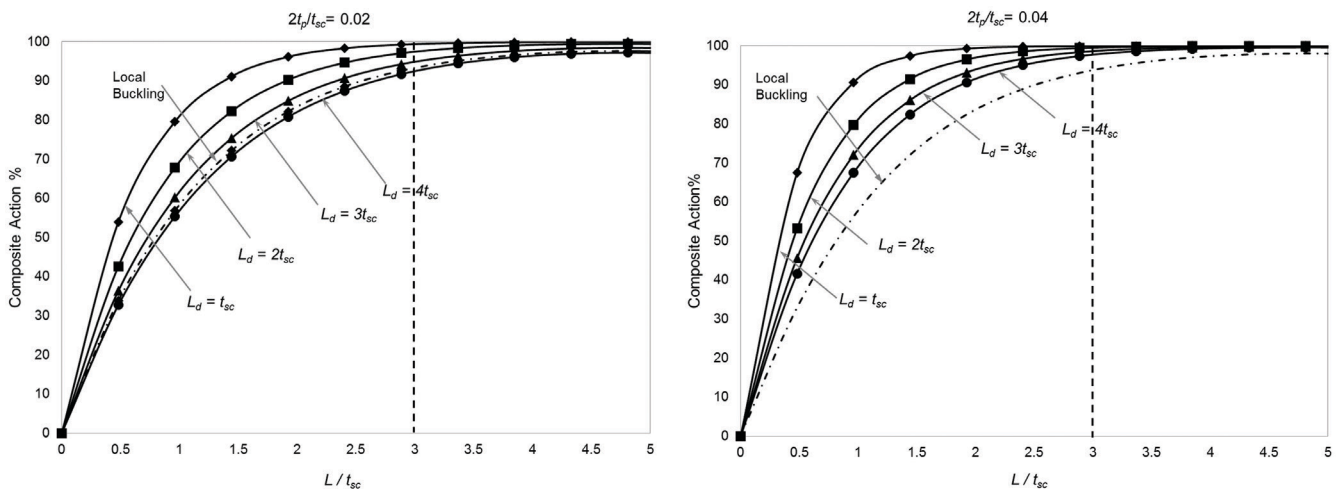 2tp/tsc= 0.02
100
90
80
70
60
50
40
30
20
10
0
Composite Action %
Local
Buckling
Ld = 4tsc
Ld = 3tsc
Ld = 2tsc
Ld = tsc
0 0.5 1 1.5 2 2.5 3 3.5 4 4.5 5
L / tsc
2tp/tsc= 0.04
100
90
80
70
60
50
40
30
20
10
0
Composite Action%
Local
Buckling
Ld = 4tsc
Ld = 3tsc
Ld = 2tsc
Ld = tsc
0 0.5 1 1.5 2 2.5 3 3.5 4 4.5 5
L / tsc